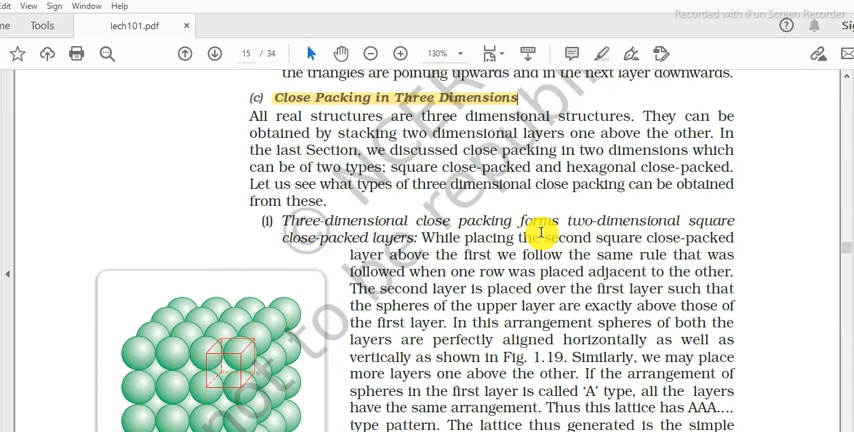 Edit View Sign Window Help
Recorded with iFun Screen Recorder
Tools
lech101.pdf ×
15 / 34
130%
the triangles are pointing upwards and in the next layer downwards.
(c) Close Packing in Three Dimensions
All real structures are three dimensional structures. They can be
obtained by stacking two dimensional layers one above the other. In
the last Section, we discussed close packing in two dimensions which
can be of two types; square close-packed and hexagonal close-packed.
Let us see what types of three dimensional close packing can be obtained
from these.
(i) Three-dimensional close packing forms two-dimensional square
close-packed layers: While placing the second square close-packed
layer above the first we follow the same rule that was
followed when one row was placed adjacent to the other.
The second layer is placed over the first layer such that
the spheres of the upper layer are exactly above those of
the first layer. In this arrangement spheres of both the
layers are perfectly aligned horizontally as well as
vertically as shown in Fig. 1.19. Similarly, we may place
more layers one above the other. If the arrangement of
spheres in the first layer is called ‘A’ type, all the layers
have the same arrangement. Thus this lattice has AAA....
type pattern. The lattice thus generated is the simple
© NCERT
not to be republi